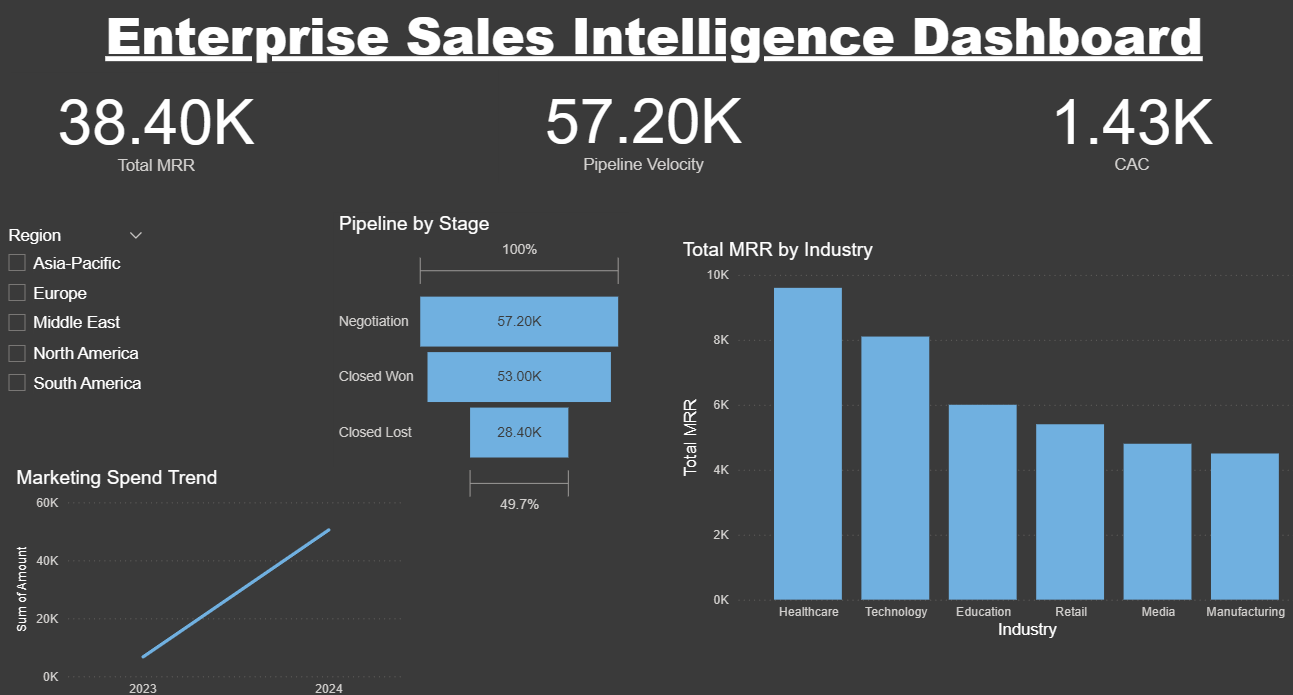 Enterprise Sales Intelligence Dashboard
38.40K
Total MRR
57.20K
Pipeline Velocity
1.43K
CAC
Region
Asia-Pacific
Europe
Middle East
North America
South America
Pipeline by Stage
100%
Negotiation 57.20K
Closed Won 53.00K
Closed Lost 28.40K
49.7%
Total MRR by Industry
Total MRR
10K
8K
6K
4K
2K
0K
Healthcare Technology Education Retail Media Manufacturing
Industry
Marketing Spend Trend
Sum of Amount
60K
40K
20K
0K
2023 2024